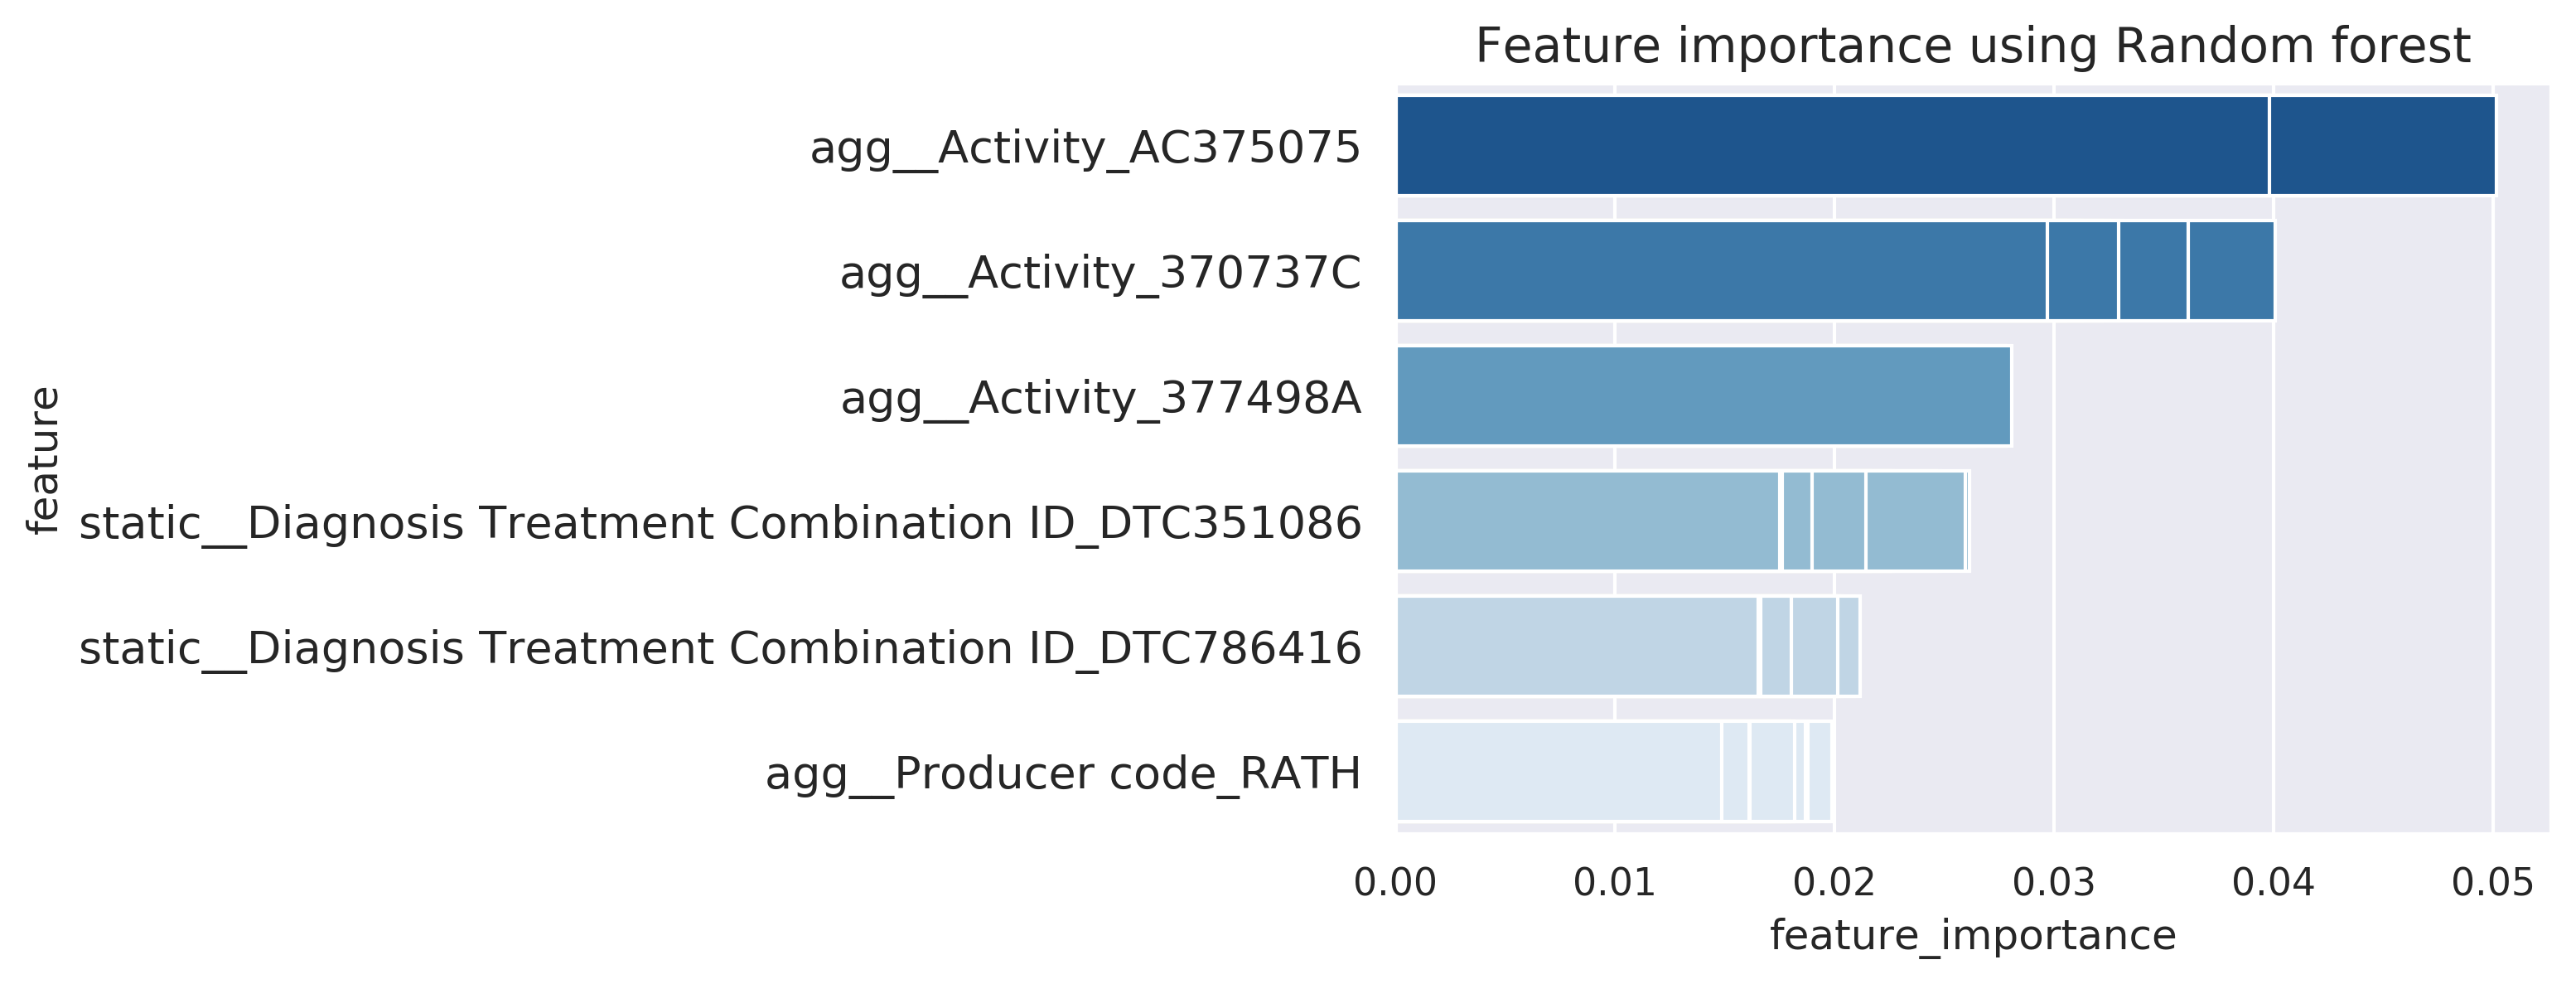 Feature importance using Random forest
agg__Activity_AC375075
agg__Activity_370737C
agg__Activity_377498A
static__Diagnosis Treatment Combination ID_DTC351086
static__Diagnosis Treatment Combination ID_DTC786416
agg__Producer code_RATH
feature
0.00 0.01 0.02 0.03 0.04 0.05
feature_importance